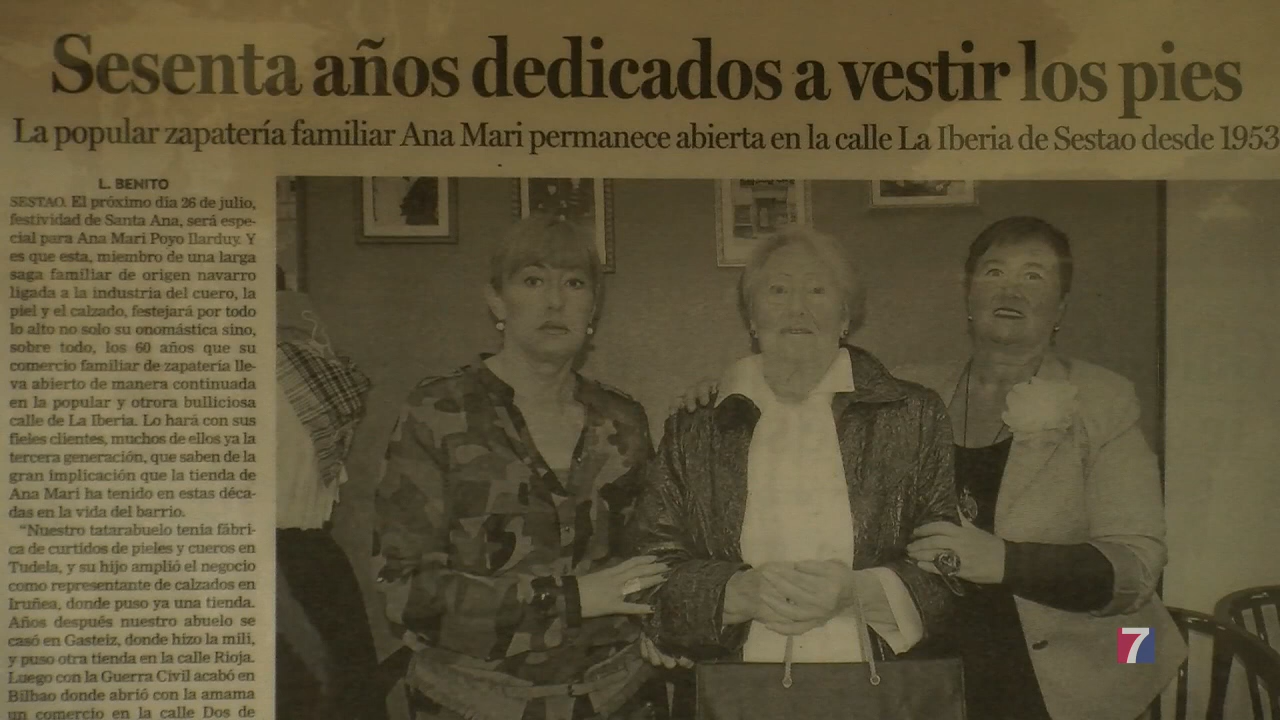 Sesenta años dedicados a vestir los pies
La popular zapatería familiar Ana Mari permanece abierta en la calle La Iberia de Sestao desde 1953
L. BENITO
SESTAO. El próximo día 26 de julio,
festividad de Santa Ana, será espe-
cial para Ana Mari Poyo Ilarduy. Y
es que esta, miembro de una larga
saga familiar de origen navarro
ligada a la industria del cuero, la
piel y el calzado, festejará por todo
lo alto no solo su onomástica sino,
sobre todo, los 60 años que su
comercio familiar de zapatería lle-
va abierto de manera continuada
en la popular y otrora bulliciosa
calle de La Iberia. Lo hará con sus
fieles clientes, muchos de ellos ya la
tercera generación, que saben de la
gran implicación que la tienda de
Ana Mari ha tenido en estas déca-
das en la vida del barrio.
“Nuestro tatarabuelo tenía fábri-
ca de curtidos de pieles y cueros en
Tudela, y su hijo amplió el negocio
como representante de calzados en
Iruñea, donde puso ya una tienda.
Años después nuestro abuelo se
casó en Gasteiz, donde hizo la mili,
y puso otra tienda en la calle Rioja.
Luego con la Guerra Civil acabó en
Bilbao donde abrió con la amama
un comercio en la calle Dos de
7